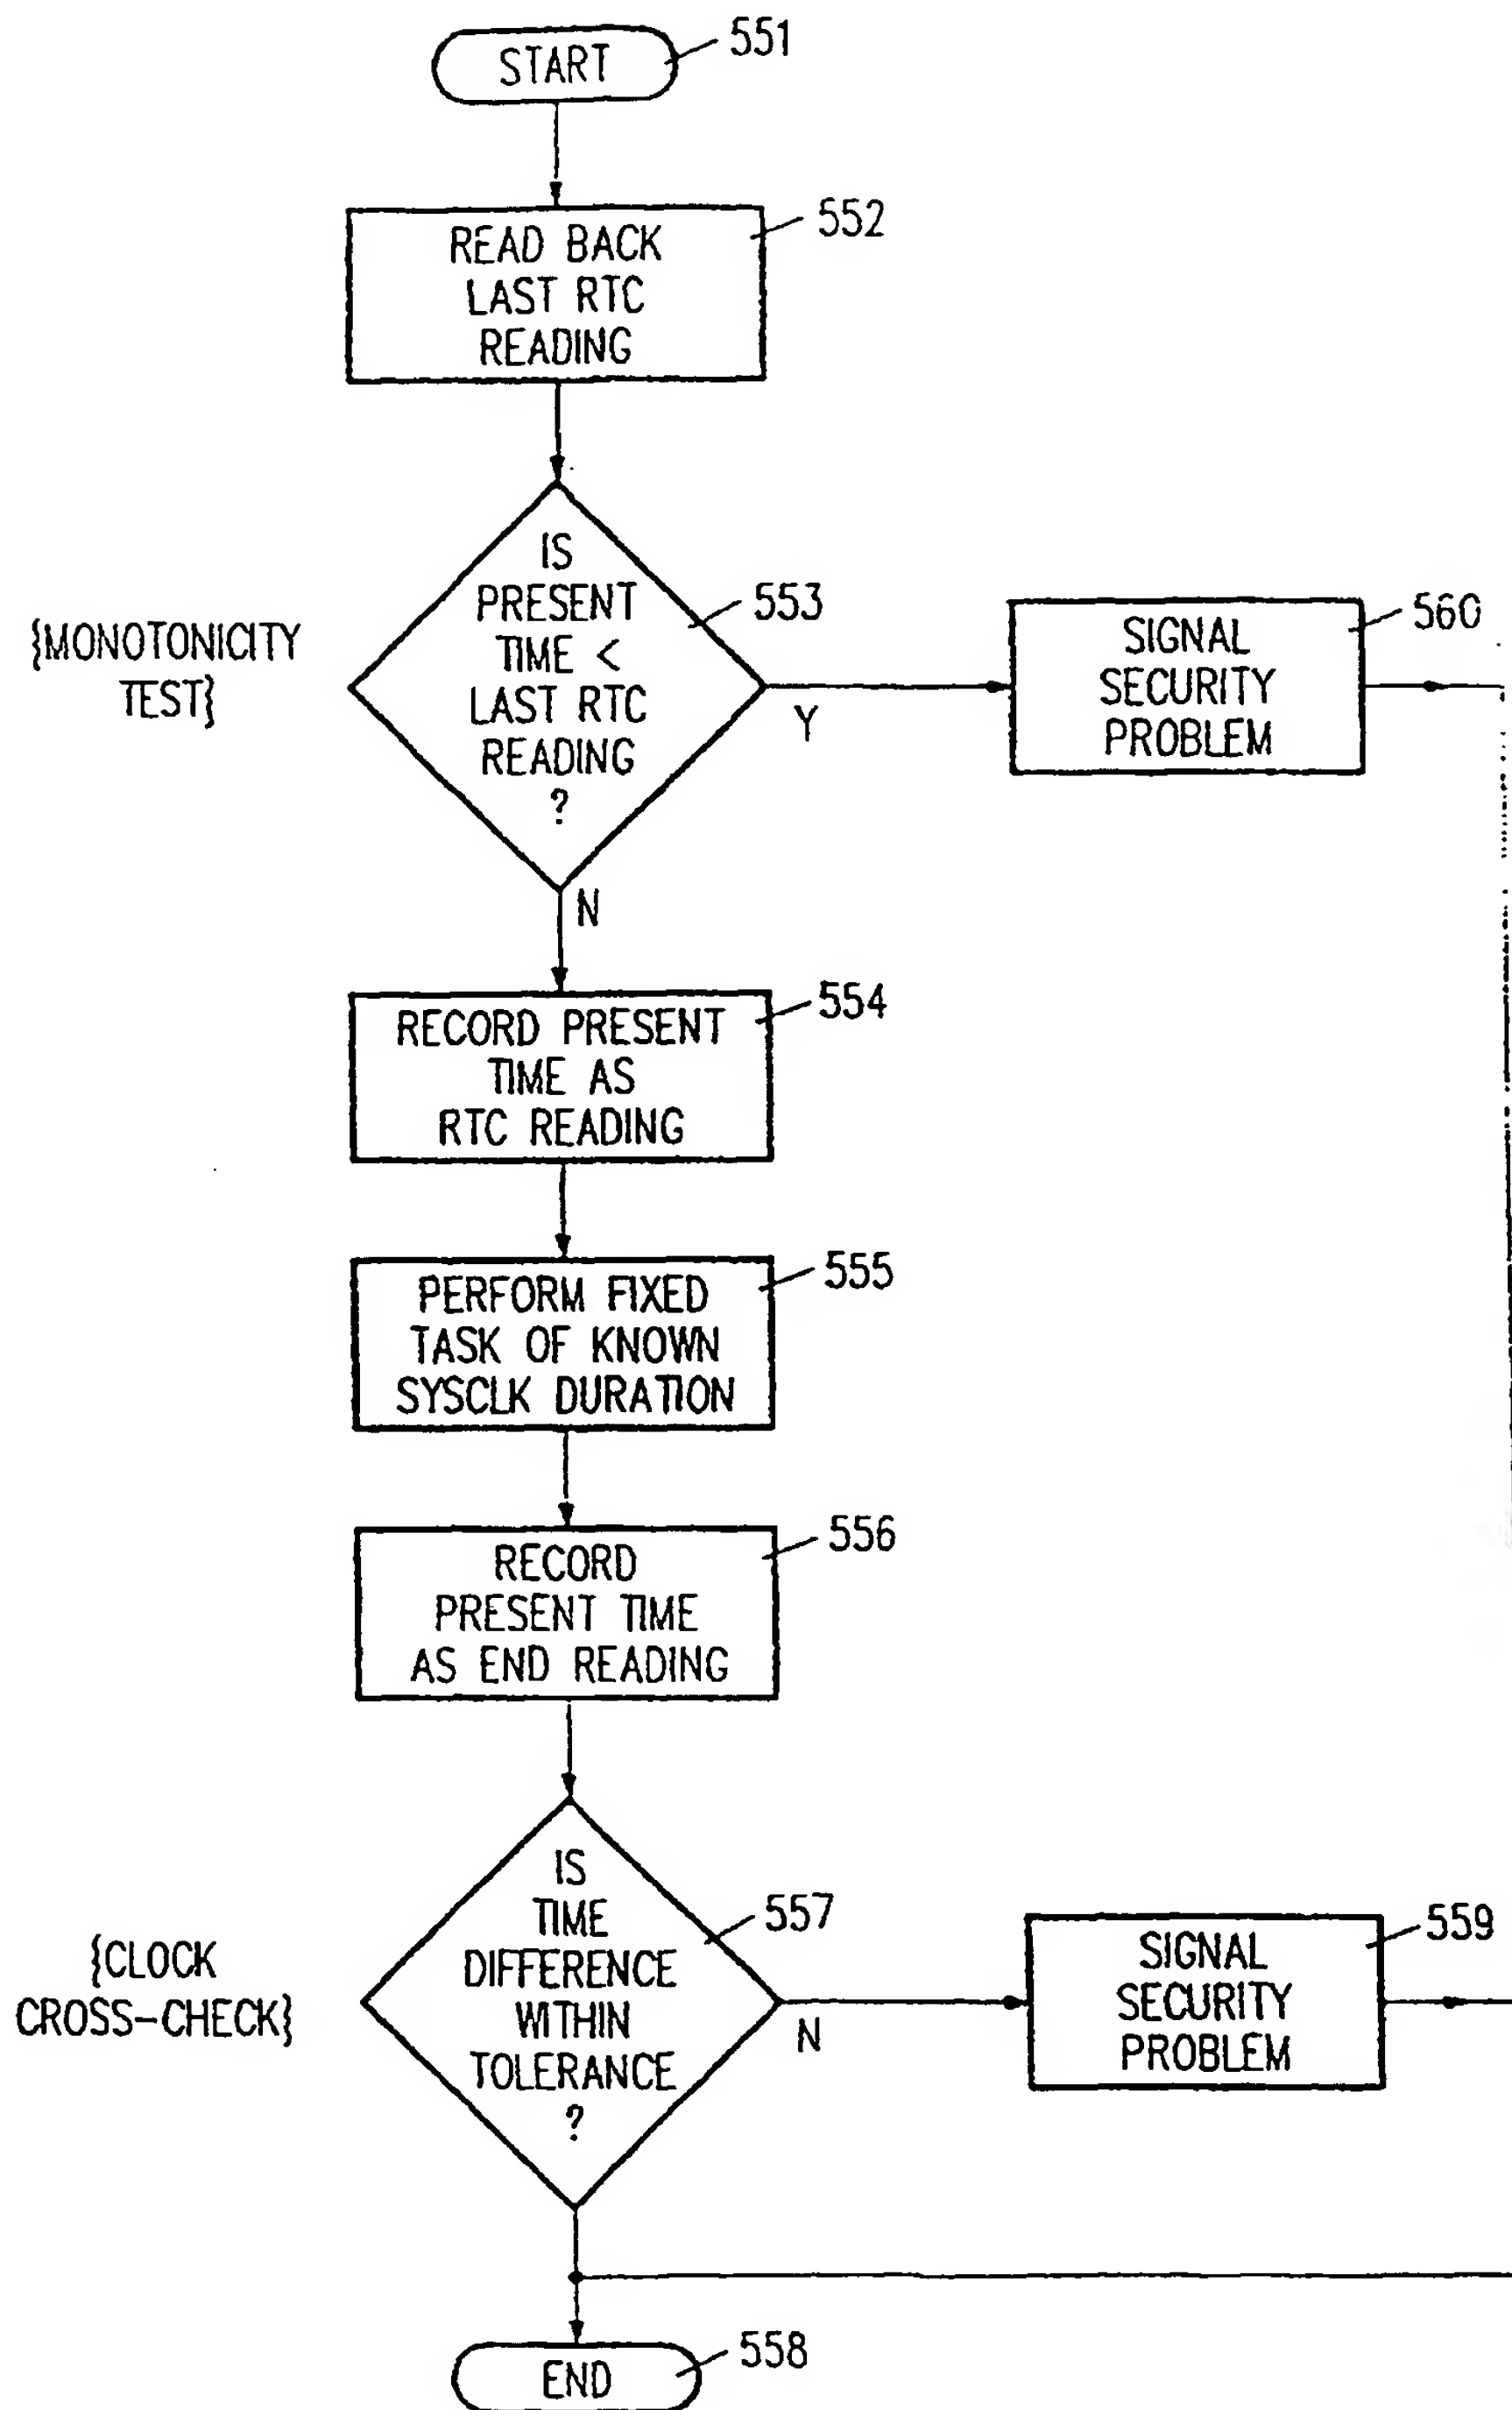 START
551
READ BACK
LAST RTC
READING
552
IS
PRESENT
TIME <
LAST RTC
READING
?
553
{MONOTONICITY
TEST}
Y
SIGNAL
SECURITY
PROBLEM
560
N
RECORD PRESENT
TIME AS
RTC READING
554
PERFORM FIXED
TASK OF KNOWN
SYSCLK DURATION
555
RECORD
PRESENT TIME
AS END READING
556
IS
TIME
DIFFERENCE
WITHIN
TOLERANCE
?
557
{CLOCK
CROSS-CHECK}
N
SIGNAL
SECURITY
PROBLEM
559
END
558